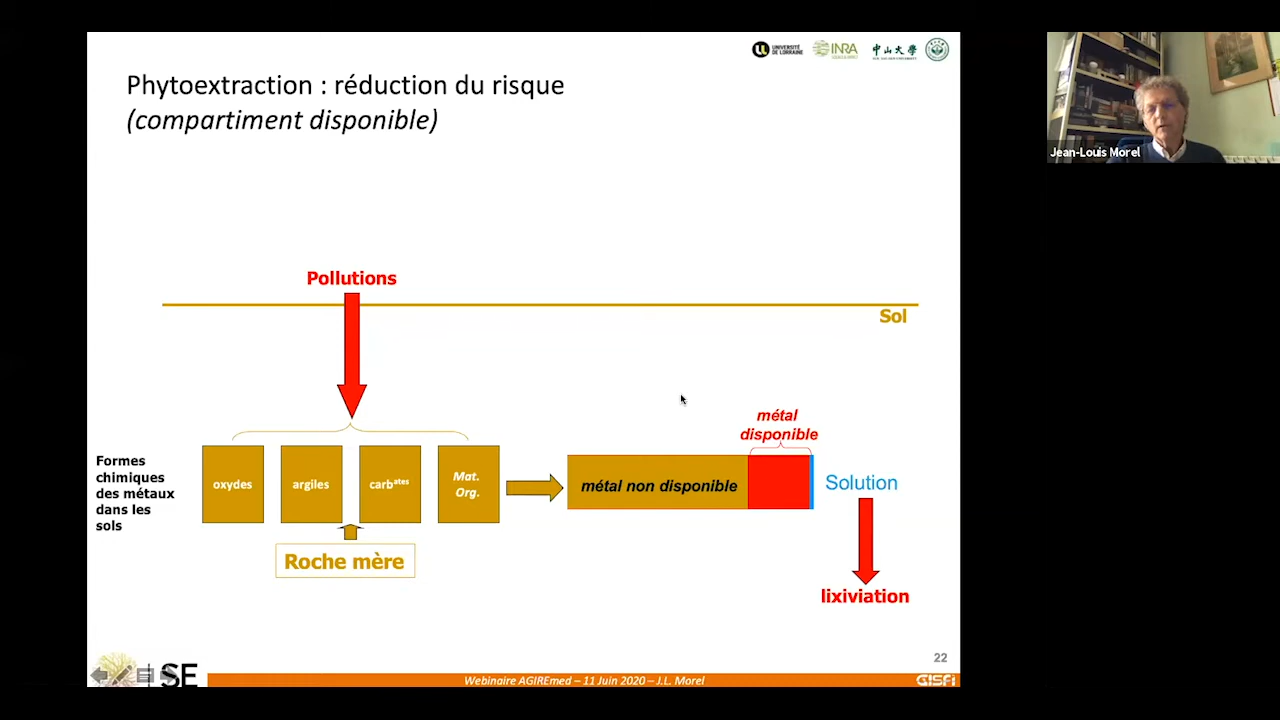 UNIVERSITÉ
DE LORRAINE
INRA
中山大學
Jean-Louis Morel
Phytoextraction : réduction du risque
(compartiment disponible)
Pollutions
Sol
métal
disponible
Formes
chimiques
des métaux
dans les
sols
oxydes
argiles
carbates
Mat.
Org.
métal non disponible
Solution
Roche mère
lixiviation
22
SE
Webinaire AGIREmed – 11 Juin 2020 – J.L. Morel
GISFI